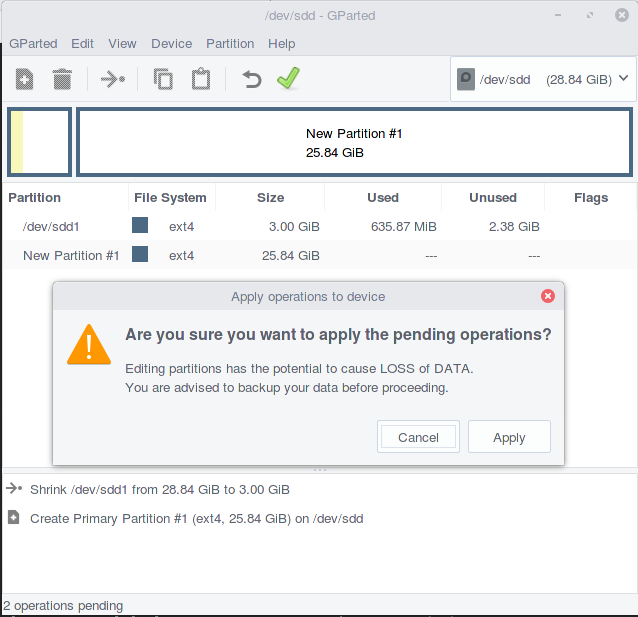 /dev/sdd - GParted
GParted Edit View Device Partition Help
/dev/sdd (28.84 GiB)
New Partition #1
25.84 GiB
Partition File System Size Used Unused Flags
/dev/sdd1 ext4 3.00 GiB 635.87 MiB 2.38 GiB
New Partition #1 ext4 25.84 GiB --- ---
Apply operations to device
Are you sure you want to apply the pending operations?
Editing partitions has the potential to cause LOSS of DATA.
You are advised to backup your data before proceeding.
Cancel Apply
Shrink /dev/sdd1 from 28.84 GiB to 3.00 GiB
Create Primary Partition #1 (ext4, 25.84 GiB) on /dev/sdd
2 operations pending